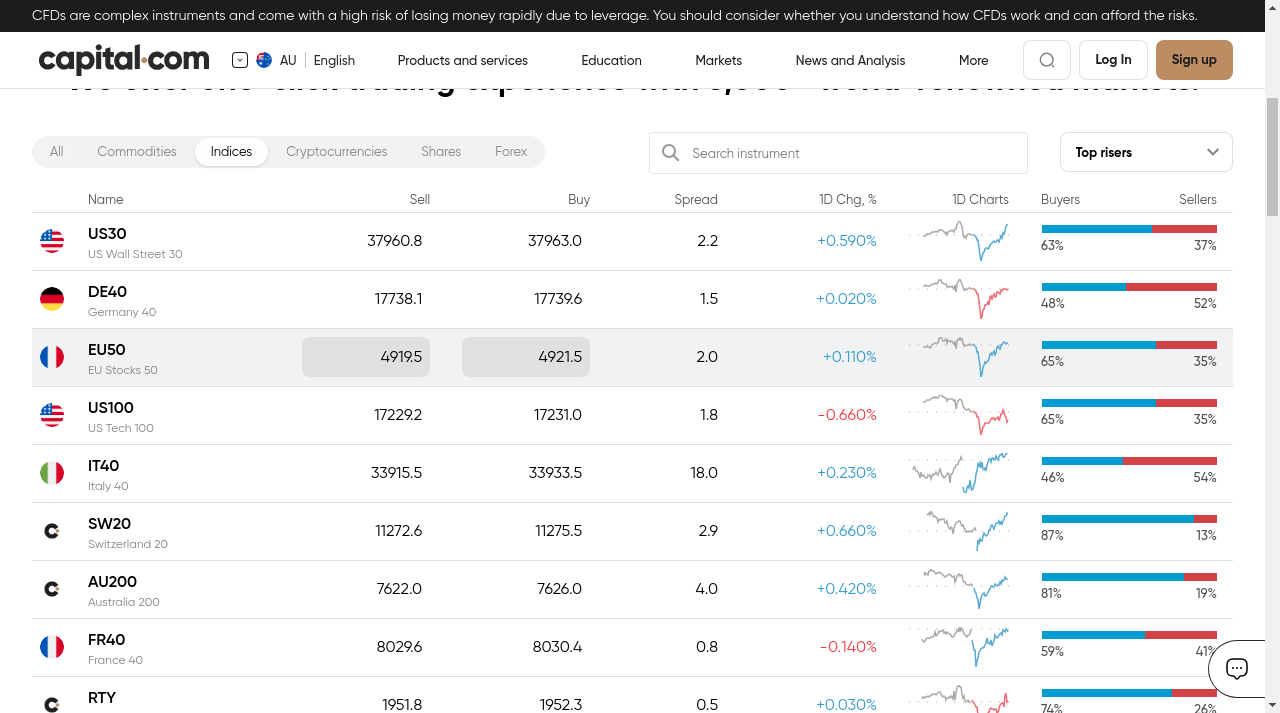 CFDs are complex instruments and come with a high risk of losing money rapidly due to leverage. You should consider whether you understand how CFDs work and can afford the risks.
capital.com AU English Products and services Education Markets News and Analysis More Log In Sign up
We offer one-click trading experience with
All Commodities Indices Cryptocurrencies Shares Forex Search instrument Top risers
Name Sell Buy Spread 1D Chg, % 1D Charts Buyers Sellers
US30 37960.8 37963.0 2.2 +0.590% 63% 37%
US Wall Street 30
DE40 17738.1 17739.6 1.5 +0.020% 48% 52%
Germany 40
EU50 4919.5 4921.5 2.0 +0.110% 65% 35%
EU Stocks 50
US100 17229.2 17231.0 1.8 -0.660% 65% 35%
US Tech 100
IT40 33915.5 33933.5 18.0 +0.230% 46% 54%
Italy 40
SW20 11272.6 11275.5 2.9 +0.660% 87% 13%
Switzerland 20
AU200 7622.0 7626.0 4.0 +0.420% 81% 19%
Australia 200
FR40 8029.6 8030.4 0.8 -0.140% 59% 41%
France 40
RTY 1951.8 1952.3 0.5 +0.030% 74% 26%